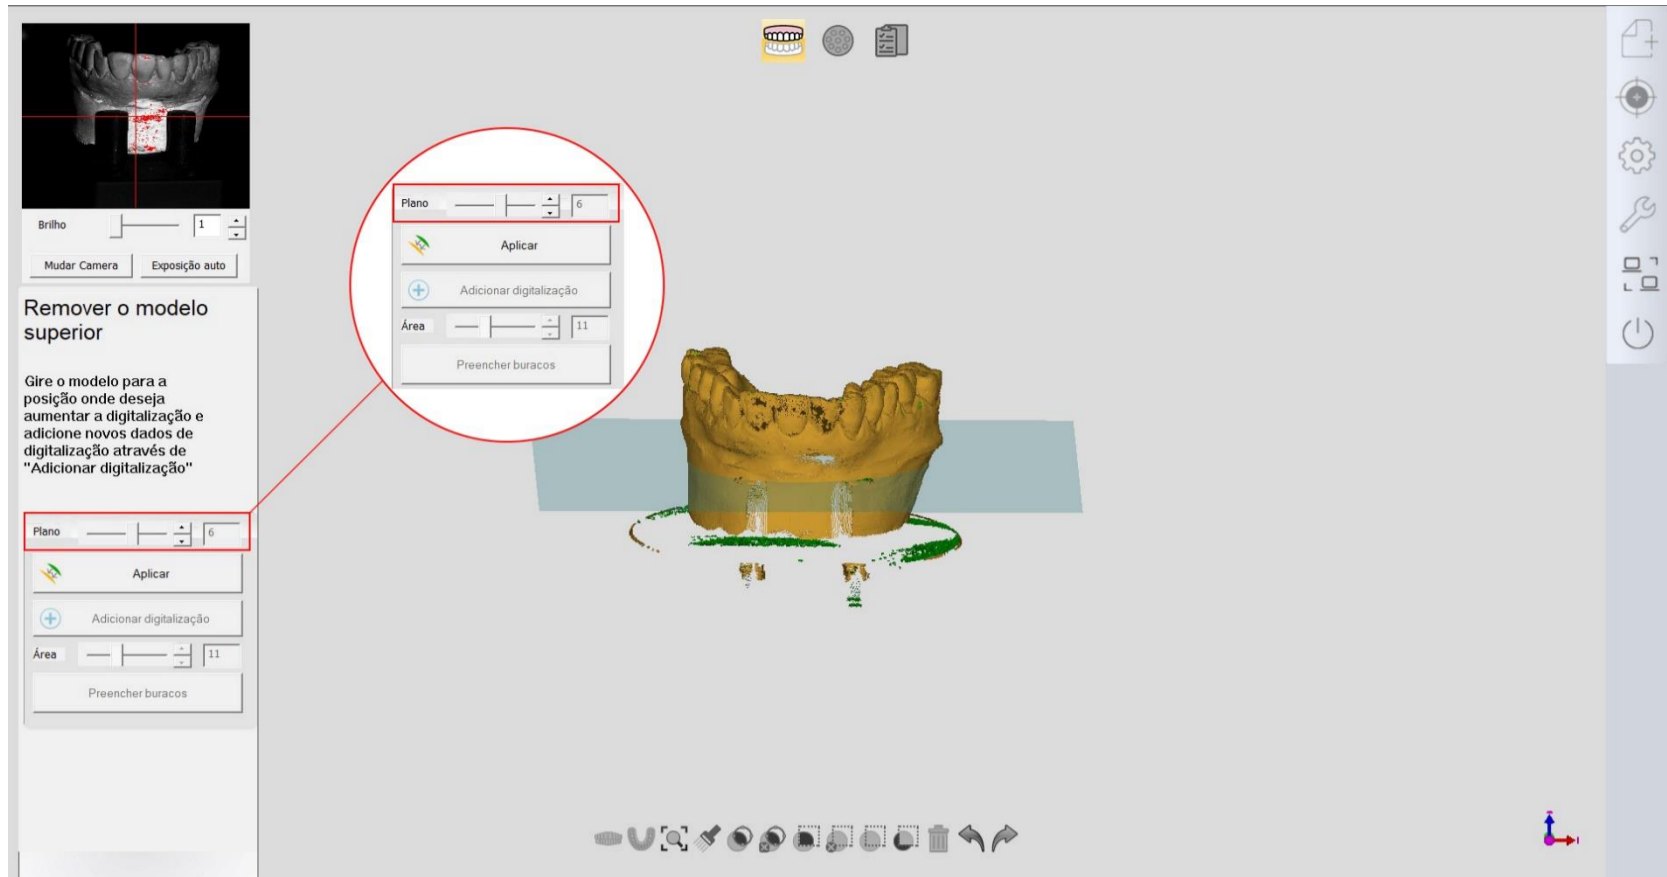 Brilho
1
Mudar Camera
Exposição auto
Remover o modelo
superior
Gire o modelo para a
posição onde deseja
aumentar a digitalização e
adicione novos dados de
digitalização através de
"Adicionar digitalização"
Plano
6
Aplicar
Adicionar digitalização
Área
11
Preencher buracos
Plano
6
Aplicar
Adicionar digitalização
Área
11
Preencher buracos